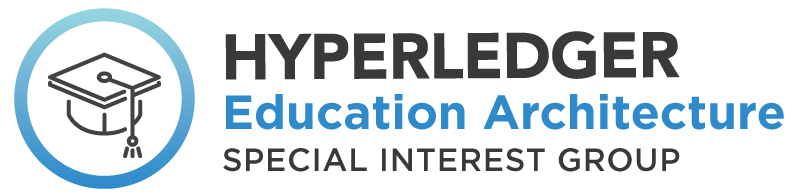 HYPERLEDGER
Education Architecture
SPECIAL INTEREST GROUP